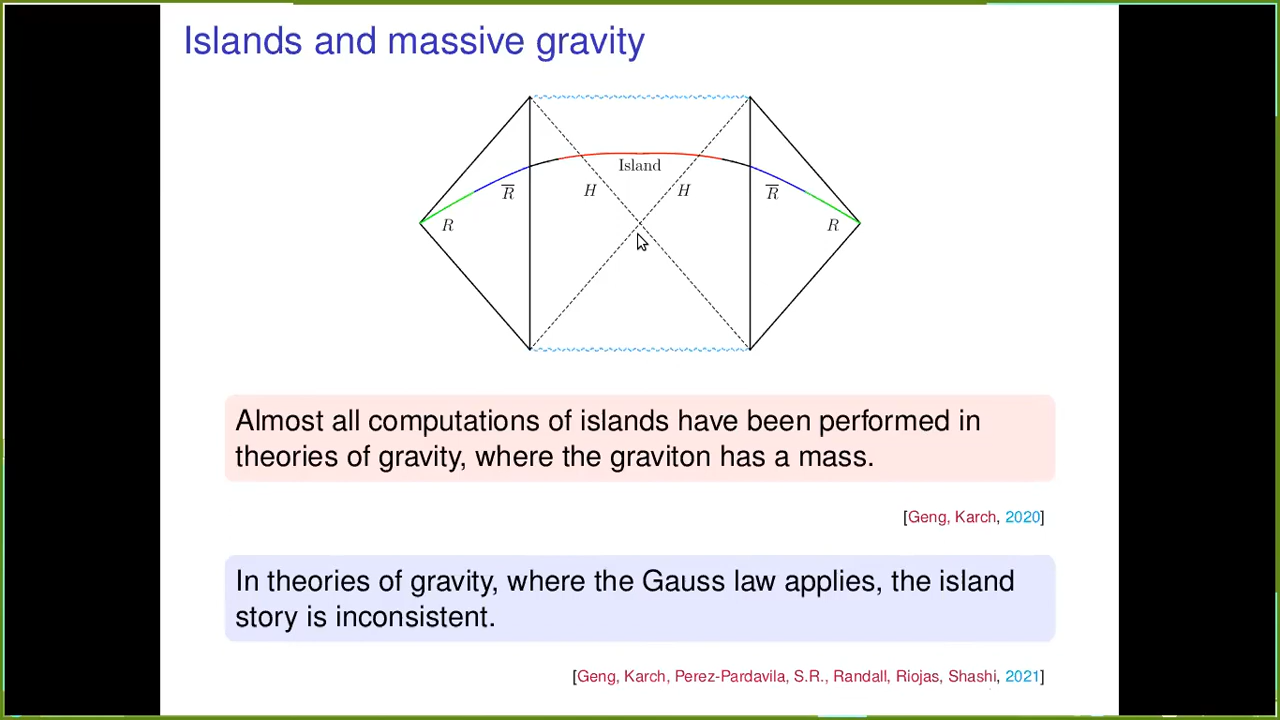 Islands and massive gravity
Island
R̅ H H R̅
R R
Almost all computations of islands have been performed in
theories of gravity, where the graviton has a mass.
[Geng, Karch, 2020]
In theories of gravity, where the Gauss law applies, the island
story is inconsistent.
[Geng, Karch, Perez-Pardavila, S.R., Randall, Riojas, Shashi, 2021]